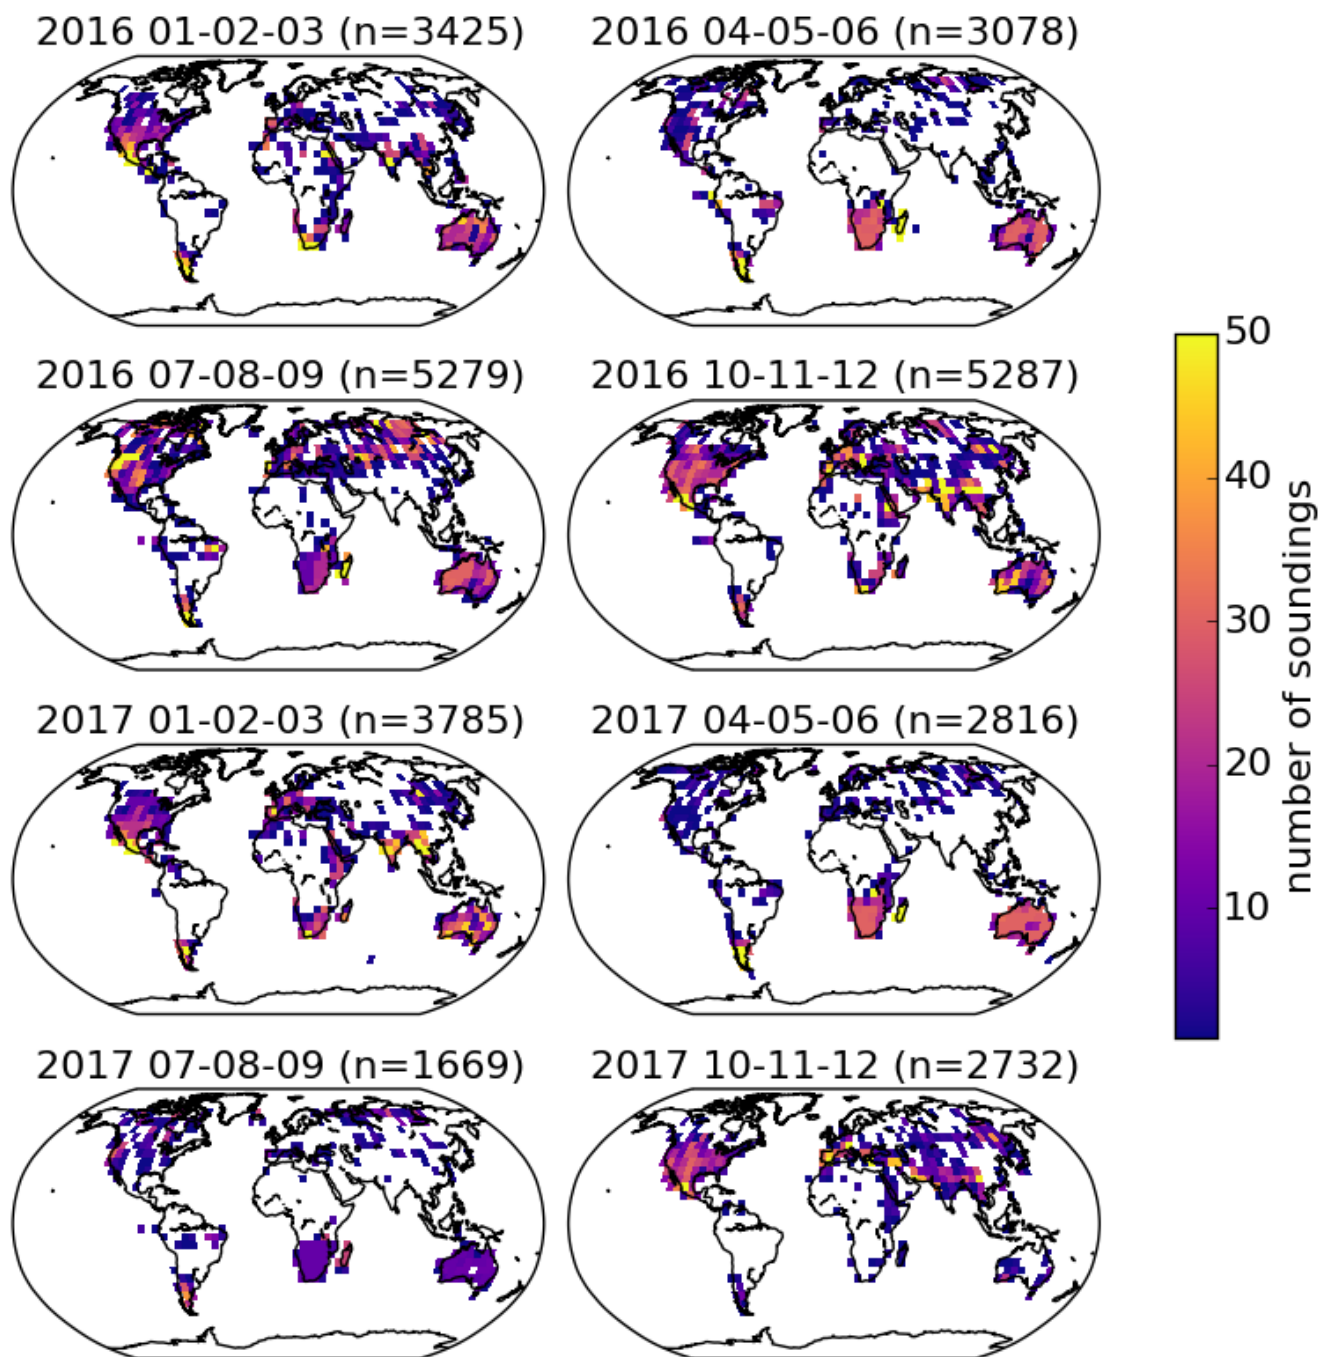 2016 01-02-03 (n=3425)
2016 04-05-06 (n=3078)
2016 07-08-09 (n=5279)
2016 10-11-12 (n=5287)
2017 01-02-03 (n=3785)
2017 04-05-06 (n=2816)
2017 07-08-09 (n=1669)
2017 10-11-12 (n=2732)
50
40
30
20
10
number of soundings